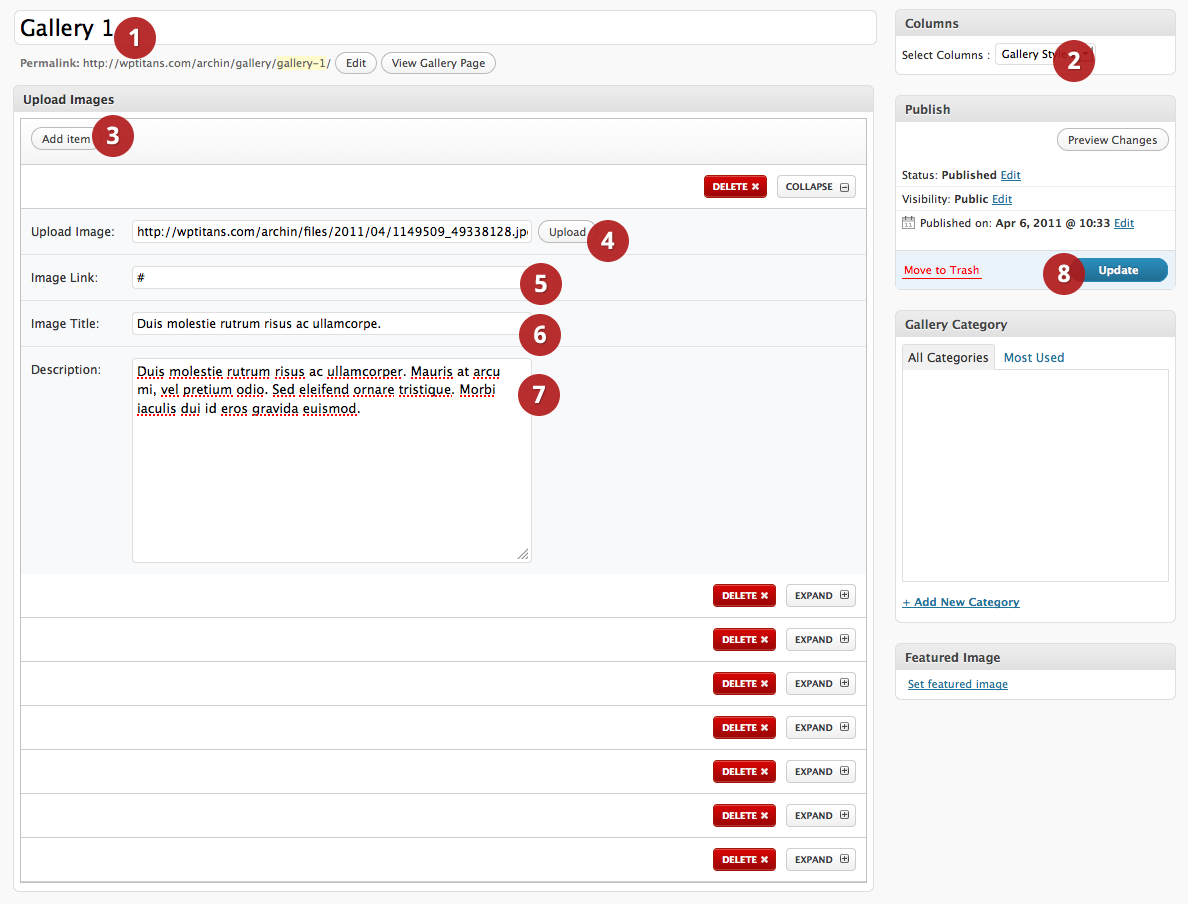 Gallery 1
1
Permalink: http://wptitans.com/archin/gallery/gallery-1/ Edit View Gallery Page
Upload Images
Add item 3
DELETE COLLAPSE
Upload Image: http://wptitans.com/archin/files/2011/04/1149509_49338128.jp Upload 4
Image Link: # 5
Image Title: Duis molestie rutrum risus ac ullamcorpe. 6
Description: Duis molestie rutrum risus ac ullamcorper. Mauris at arcu
mi, vel pretium odio. Sed eleifend ornare tristique. Morbi
iaculis dui id eros gravida euismod.
7
DELETE EXPAND
DELETE EXPAND
DELETE EXPAND
DELETE EXPAND
DELETE EXPAND
DELETE EXPAND
DELETE EXPAND
Columns
Select Columns : Gallery Style 2
Publish
Preview Changes
Status: Published Edit
Visibility: Public Edit
Published on: Apr 6, 2011 @ 10:33 Edit
Move to Trash 8 Update
Gallery Category
All Categories Most Used
+ Add New Category
Featured Image
Set featured image